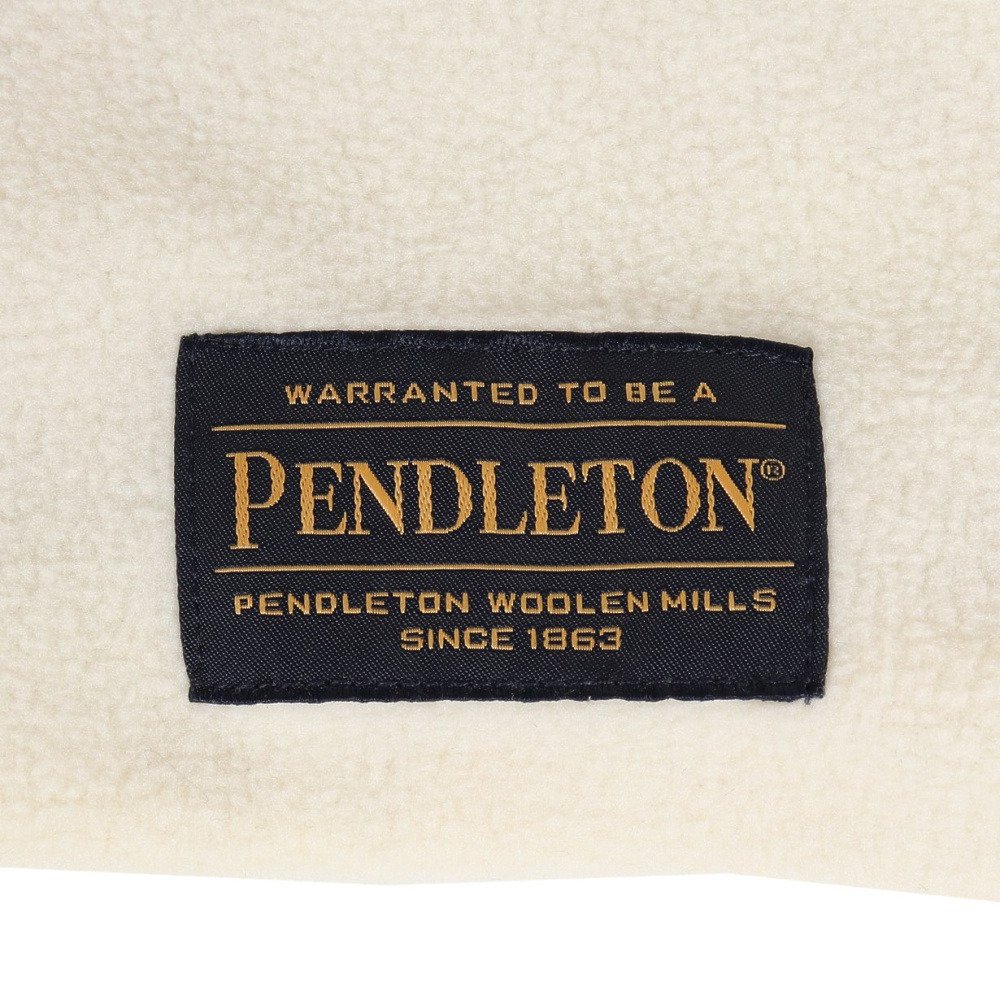 WARRANTED TO BE A
PENDLETON®
PENDLETON WOOLEN MILLS
SINCE 1863